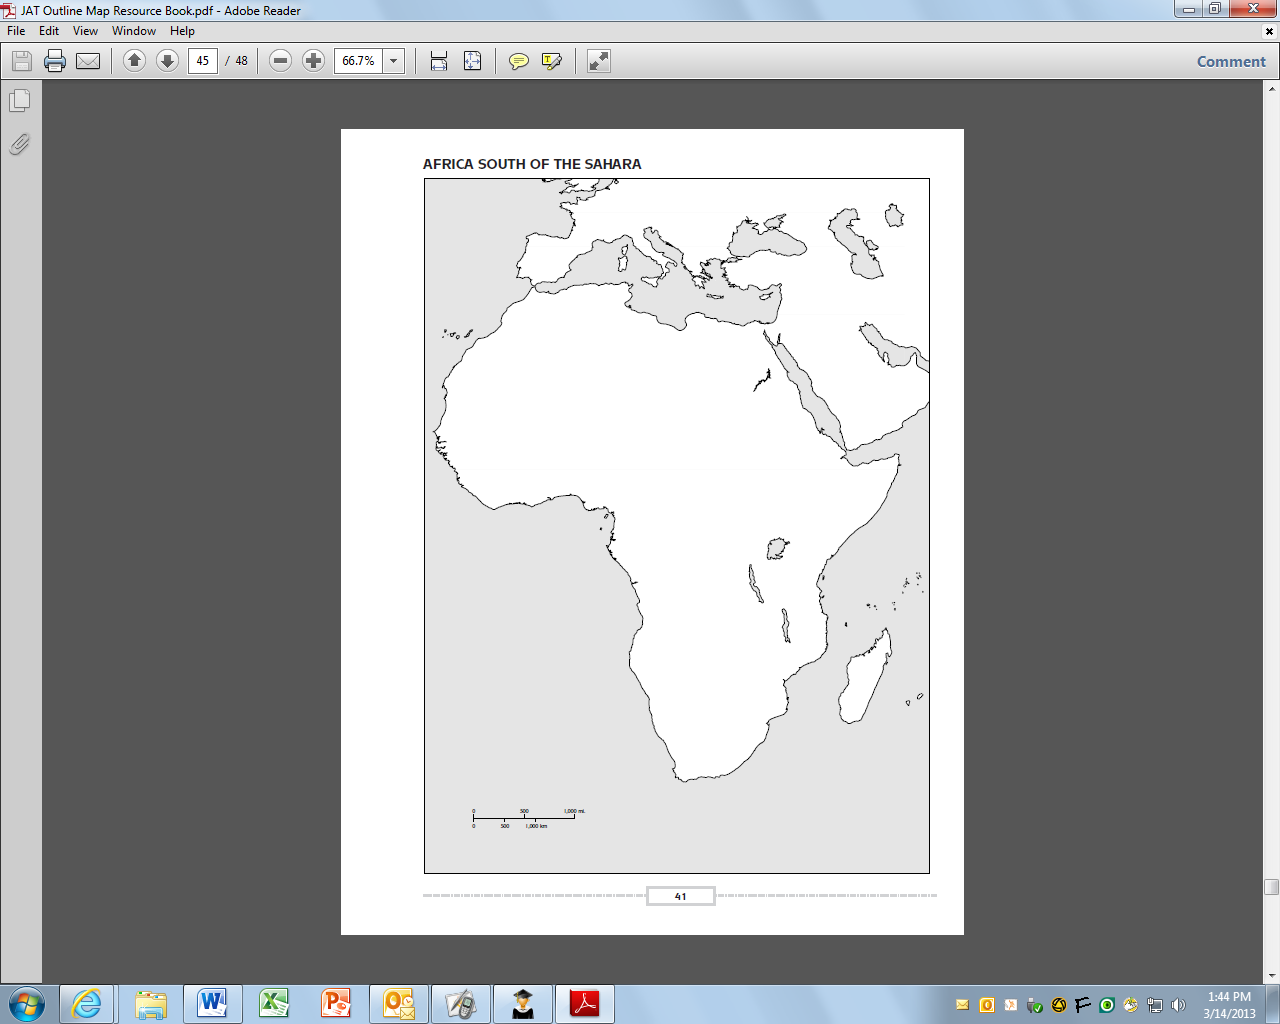 JAT Outline Map Resource Book.pdf - Adobe Reader
File Edit View Window Help
45 / 48 66.7% Comment
AFRICA SOUTH OF THE SAHARA
0 500 1,000 mi.
0 500 1,000 km
41
1:44 PM
3/14/2013